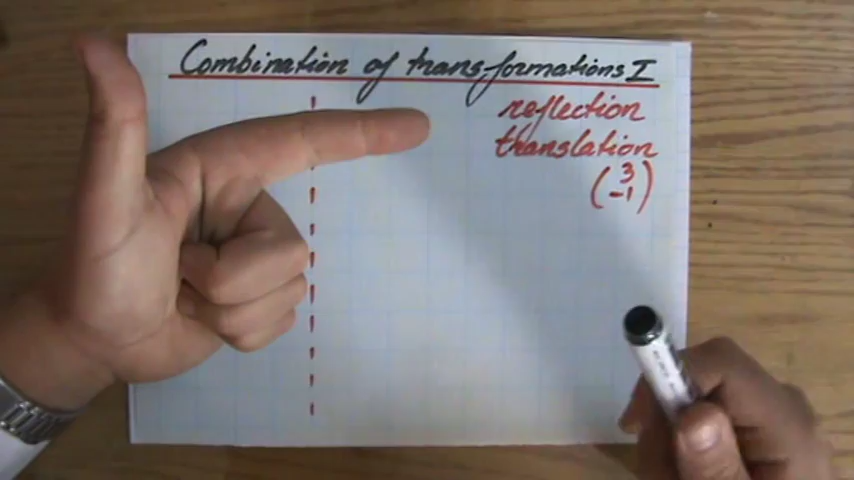 Combination of transformations I
reflection
translation
(3
-1)